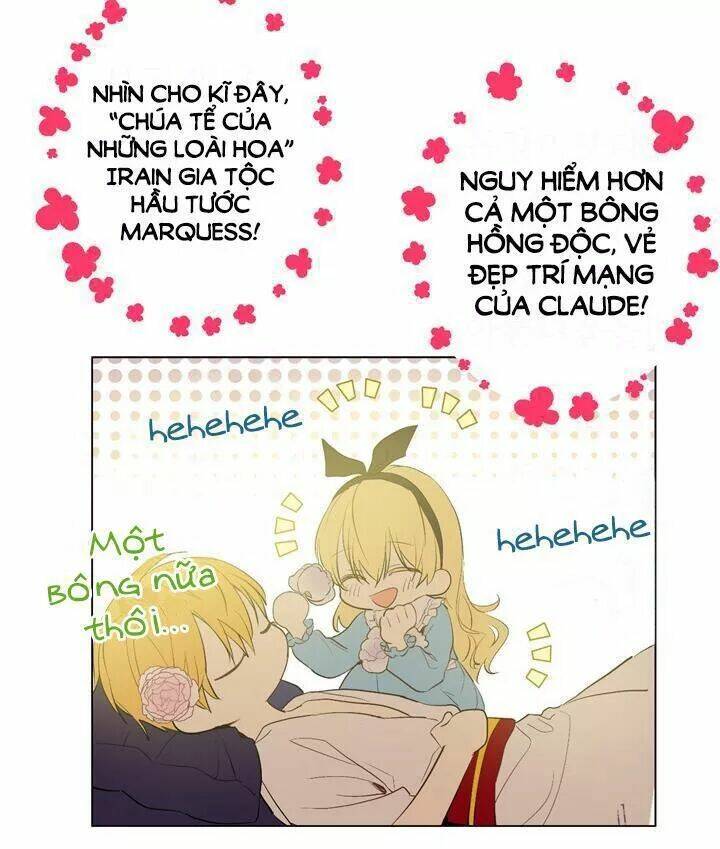 NHÌN CHO KĨ ĐÂY,
“CHÚA TỂ CỦA
NHỮNG LOÀI HOA”
IRAIN GIA TỘC
HẦU TƯỚC
MARQUESS!
NGUY HIỂM HƠN
CẢ MỘT BÔNG
HỒNG ĐỘC, VẺ
ĐẸP TRÍ MẠNG
CỦA CLAUDE!
hehehehe
hehehehe
Một
BÔNG NỮA
thôi...